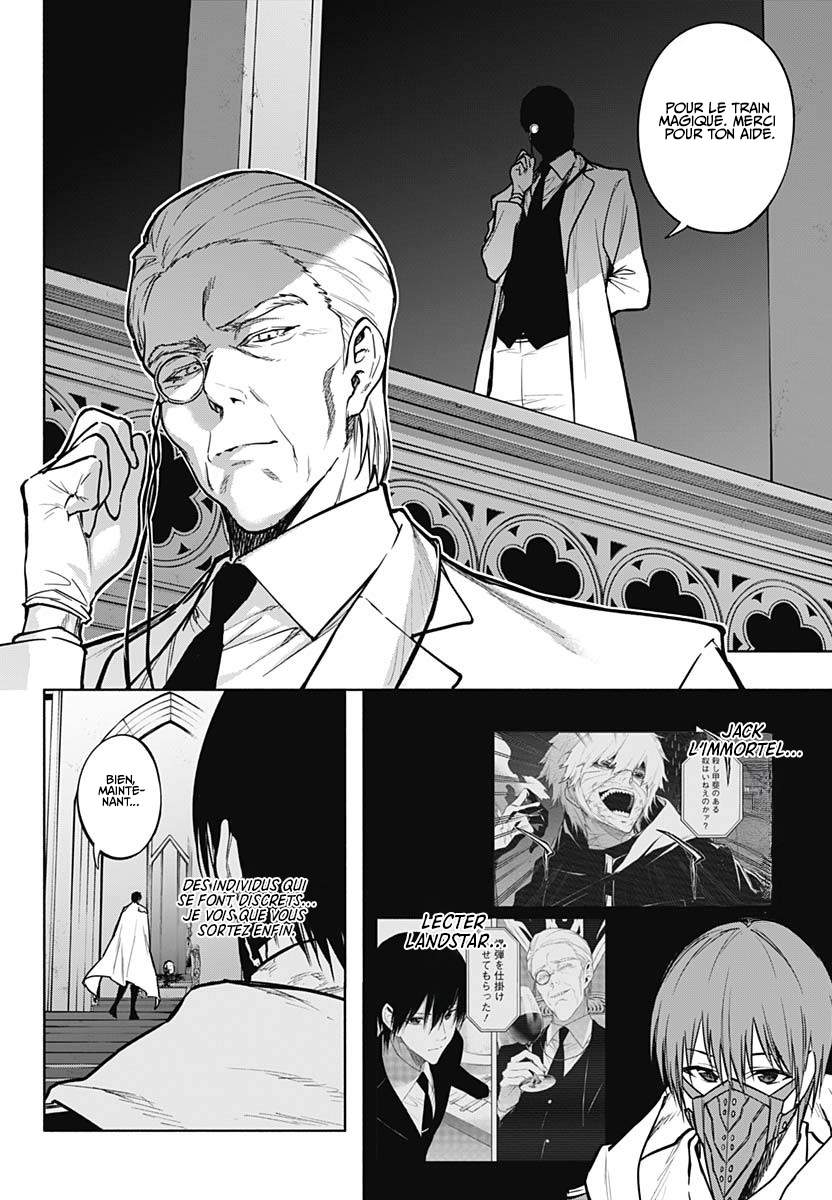 POUR LE TRAIN
MAGIQUE. MERCI
POUR TON AIDE.
JACK
L'IMMORTEL...
殺し甲斐のある
奴はいねえのかァ?
LECTER
LANDSTAR...
爆弾を仕掛け
せてもらった!
BIEN,
MAINTE-
NANT...
DES INDIVIDUS QUI
SE FONT DISCRETS...
JE VOIS QUE VOUS
SORTEZ ENFIN.